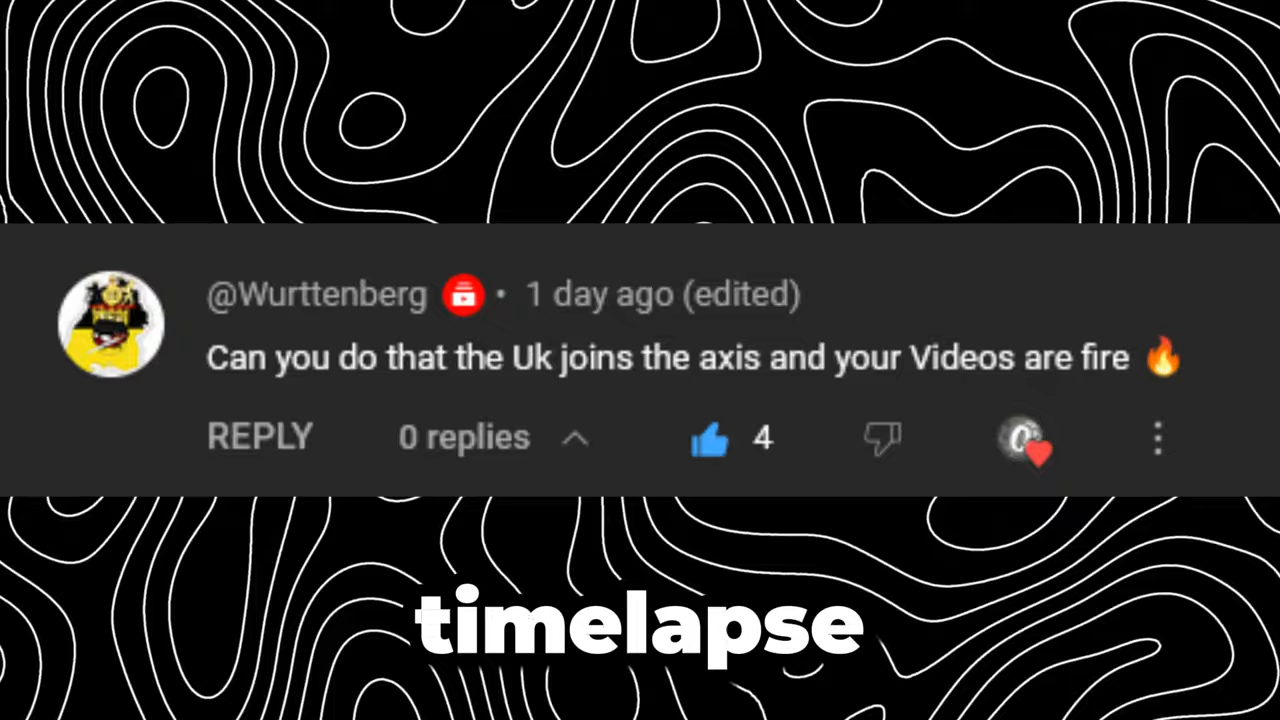 @Wurttenberg • 1 day ago (edited)
Can you do that the Uk joins the axis and your Videos are fire 🔥
REPLY 0 replies 4
timelapse